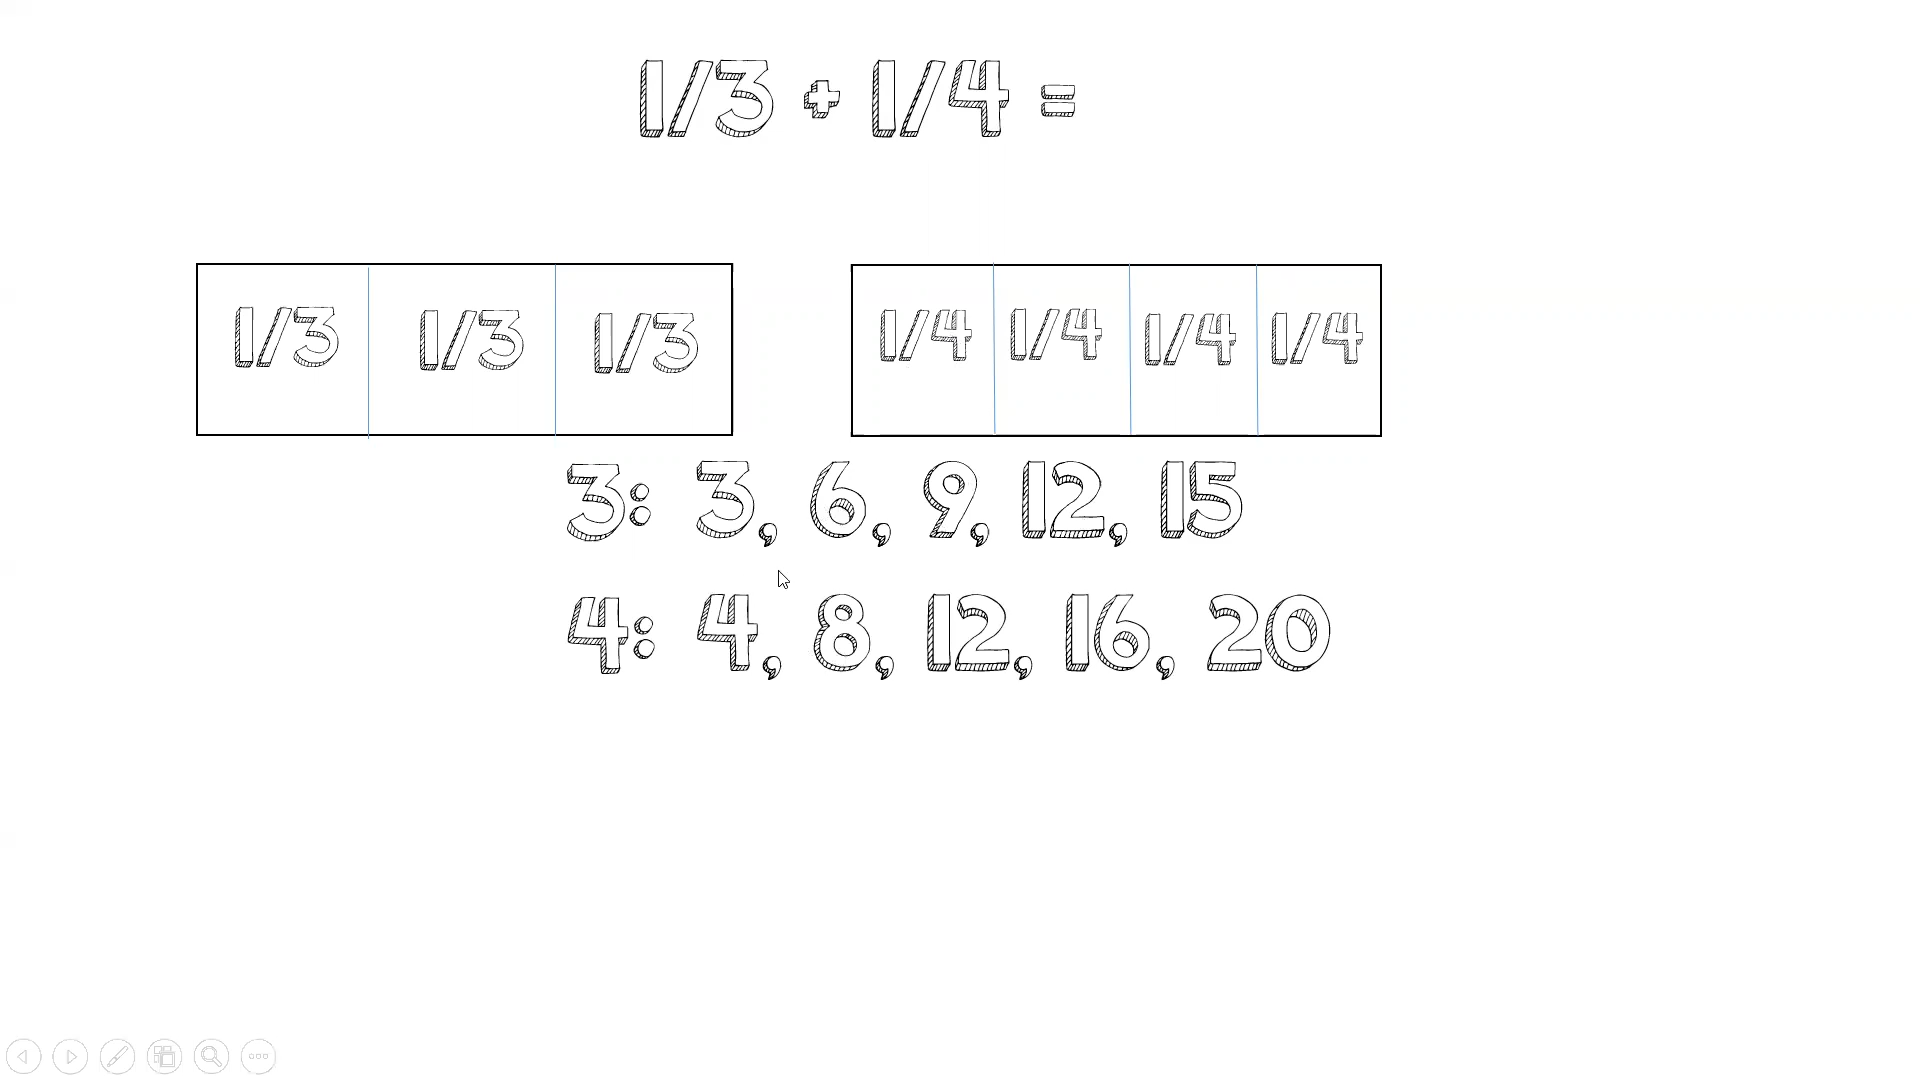 1/3 + 1/4 =
1/3 1/3 1/3 1/4 1/4 1/4 1/4
3: 3, 6, 9, 12, 15
4: 4, 8, 12, 16, 20